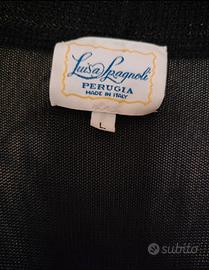 Luisa Spagnoli
PERUGIA
MADE IN ITALY
L
subito